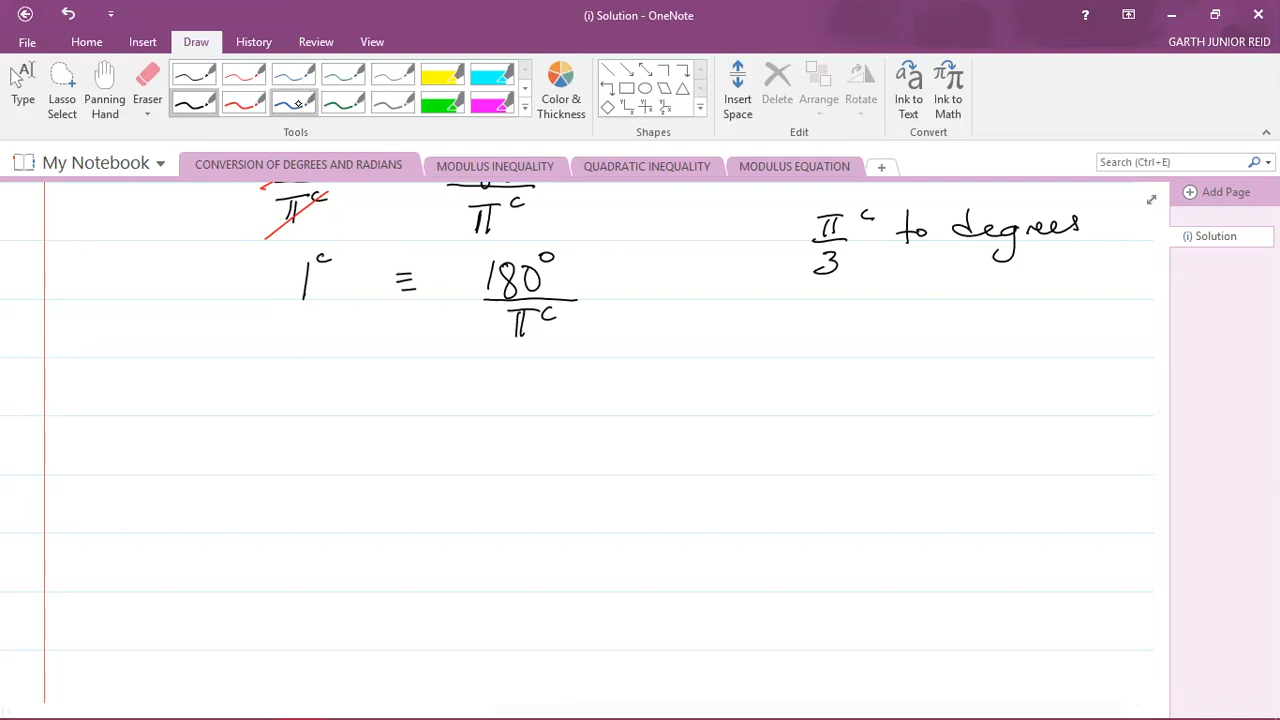 (i) Solution - OneNote
File Home Insert Draw History Review View GARTH JUNIOR REID
Type Lasso Select Panning Hand Eraser Color & Thickness Insert Space Delete Arrange Rotate Ink to Text Ink to Math
Tools Shapes Edit Convert
My Notebook CONVERSION OF DEGREES AND RADIANS MODULUS INEQUALITY QUADRATIC INEQUALITY MODULUS EQUATION Search (Ctrl+E)
Add Page
(i) Solution
π^c π^c
π/3 ^c to degrees
1^c ≡ 180°/π^c